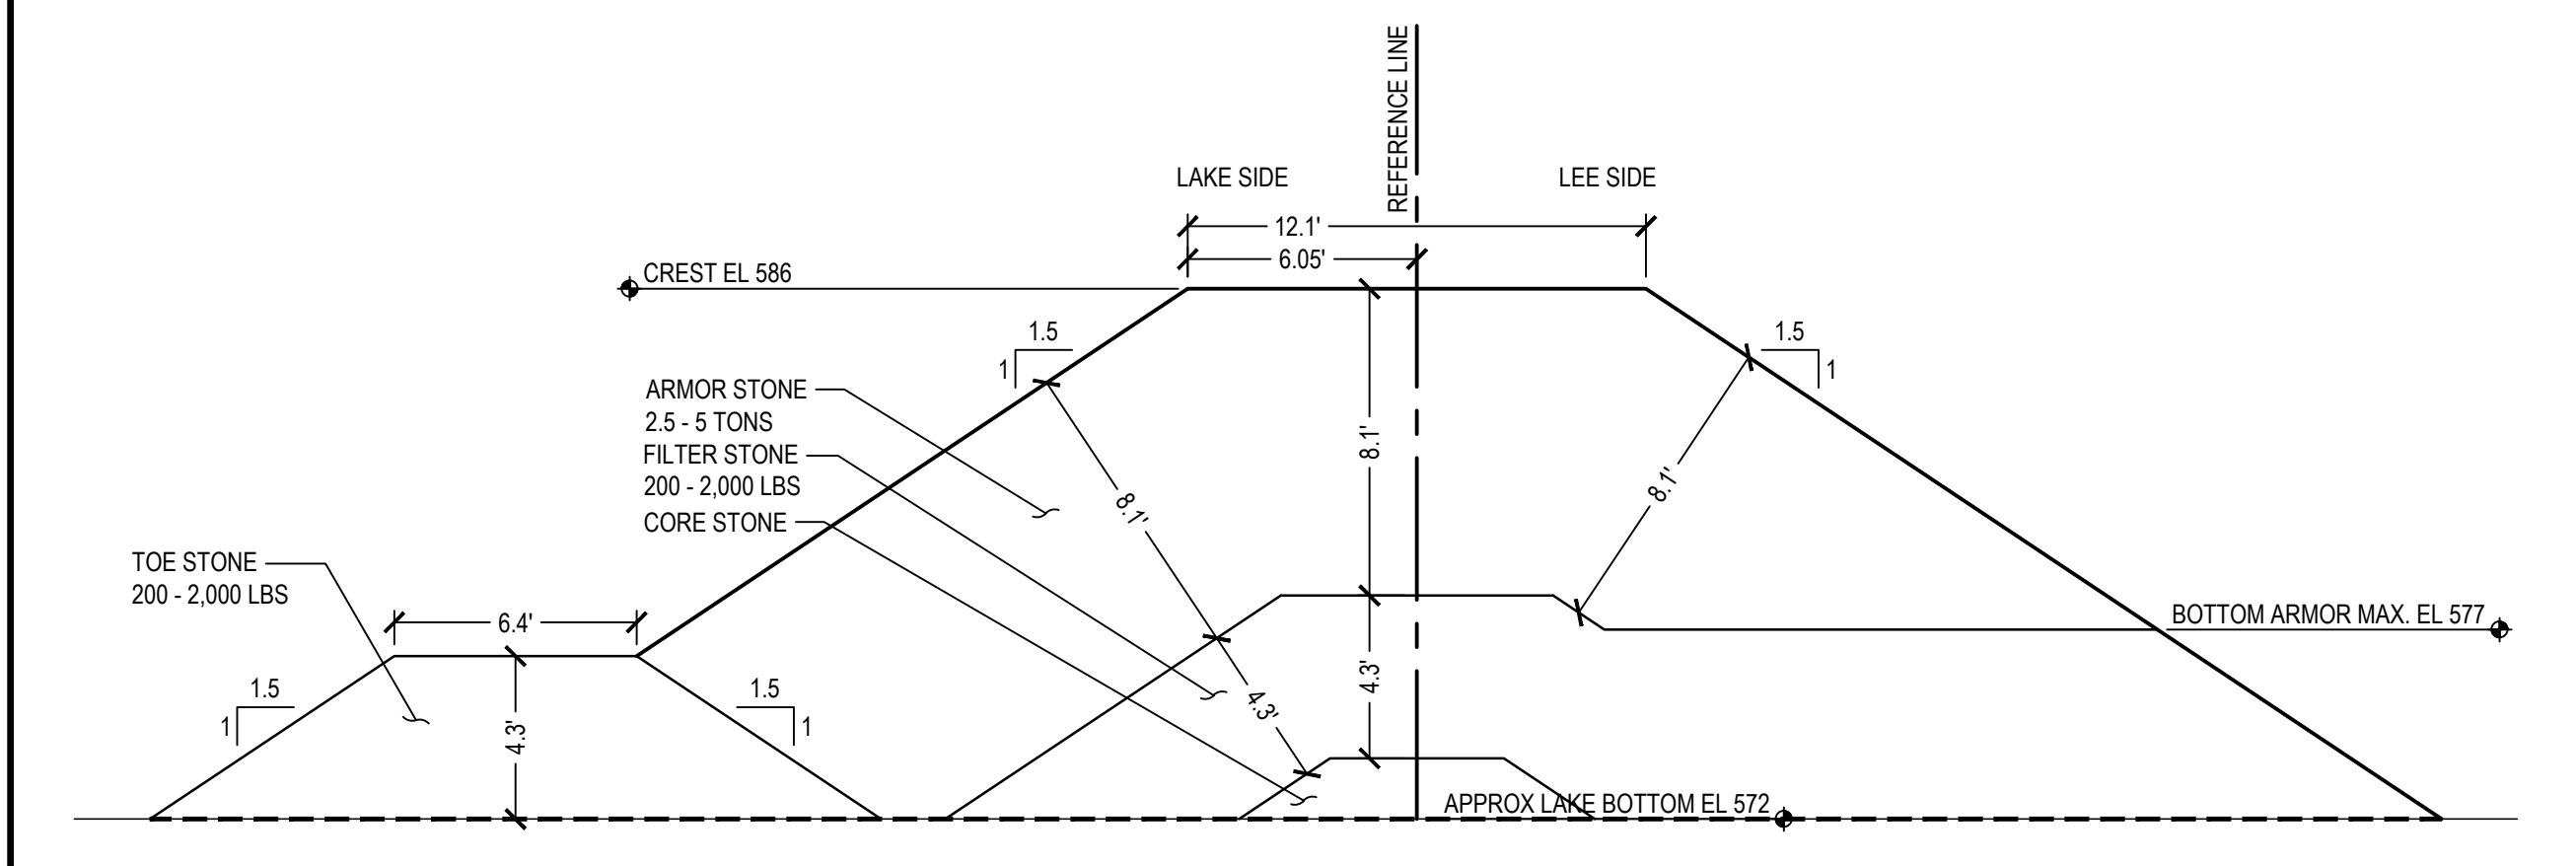 REFERENCE LINE
LAKE SIDE
LEE SIDE
12.1'
6.05'
CREST EL 586
1.5
1
1.5
1
ARMOR STONE
2.5 - 5 TONS
FILTER STONE
200 - 2,000 LBS
CORE STONE
8.1'
8.1'
8.1'
TOE STONE
200 - 2,000 LBS
6.4'
BOTTOM ARMOR MAX. EL 577
1.5
1
4.3'
1.5
1
4.3'
4.3'
APPROX LAKE BOTTOM EL 572